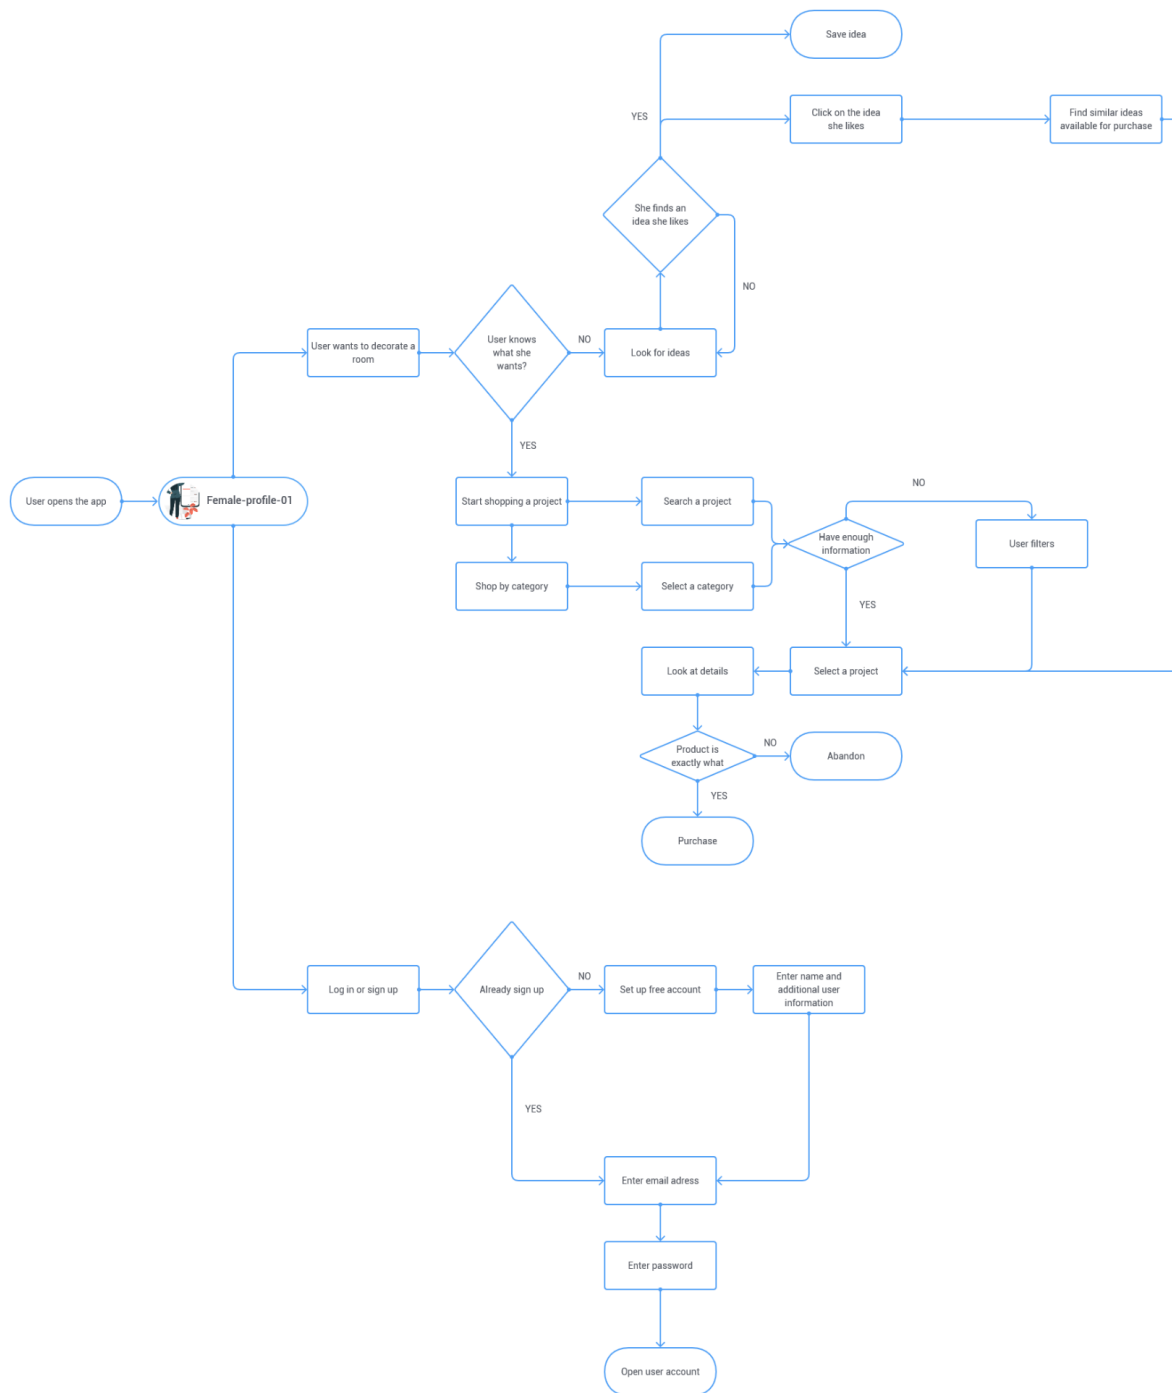 Save idea
Click on the idea
she likes
Find similar ideas
available for purchase
YES
She finds an
idea she likes
NO
User wants to decorate a
room
User knows
what she
wants?
NO
Look for ideas
YES
User opens the app
Female-profile-01
Start shopping a project
Search a project
NO
Have enough
information
User filters
Shop by category
Select a category
YES
Look at details
Select a project
Product is
exactly what
NO
Abandon
YES
Purchase
Log in or sign up
Already sign up
NO
Set up free account
Enter name and
additional user
information
YES
Enter email adress
Enter password
Open user account